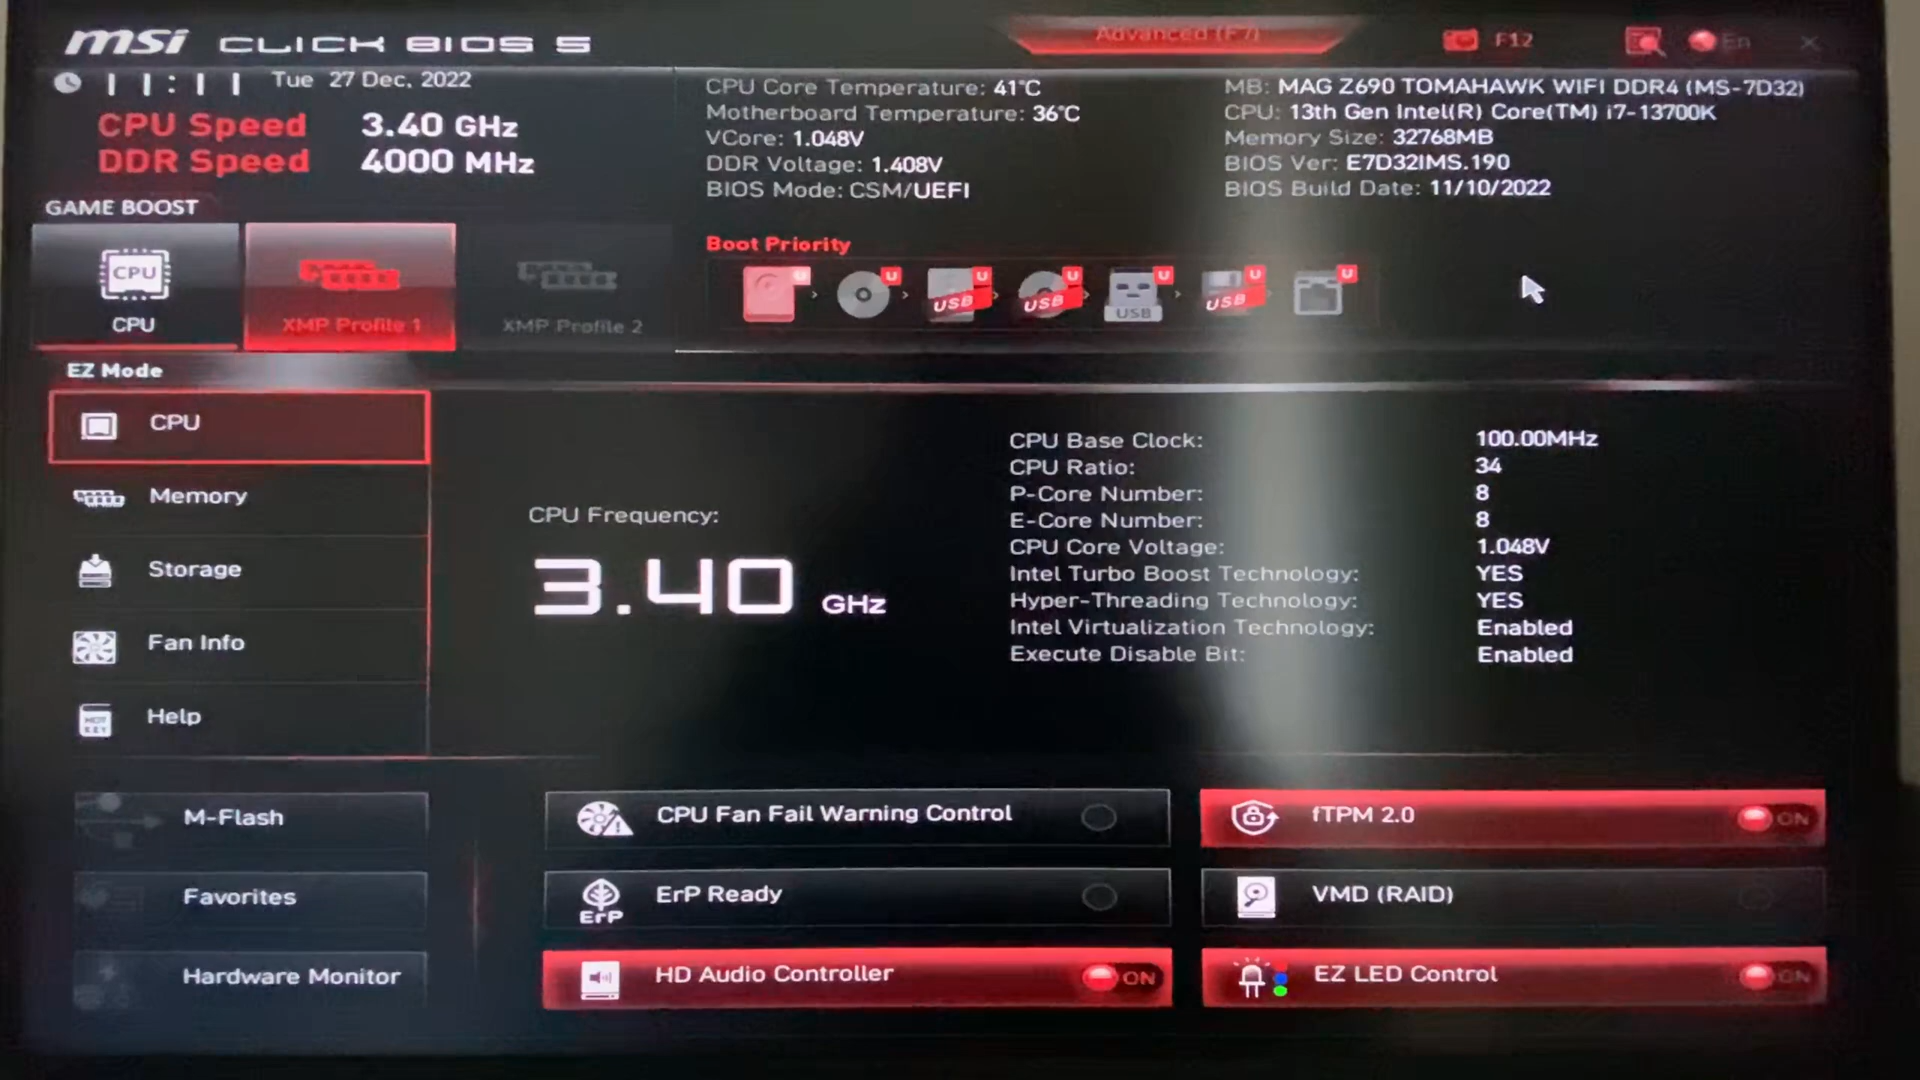 msi CLICK BIOS 5
Advanced (F7)
F12
En
X
11:11 Tue 27 Dec, 2022
CPU Speed 3.40 GHz
DDR Speed 4000 MHz
CPU Core Temperature: 41°C
Motherboard Temperature: 36°C
VCore: 1.048V
DDR Voltage: 1.408V
BIOS Mode: CSM/UEFI
MB: MAG Z690 TOMAHAWK WIFI DDR4 (MS-7D32)
CPU: 13th Gen Intel(R) Core(TM) i7-13700K
Memory Size: 32768MB
BIOS Ver: E7D32IMS.190
BIOS Build Date: 11/10/2022
GAME BOOST
CPU
CPU
XMP Profile 1
XMP Profile 2
Boot Priority
U
U
U
USB
U
USB
U
USB
U
USB
U
EZ Mode
CPU
Memory
Storage
Fan Info
HOT KEY
Help
CPU Frequency:
3.40 GHz
CPU Base Clock: 100.00MHz
CPU Ratio: 34
P-Core Number: 8
E-Core Number: 8
CPU Core Voltage: 1.048V
Intel Turbo Boost Technology: YES
Hyper-Threading Technology: YES
Intel Virtualization Technology: Enabled
Execute Disable Bit: Enabled
M-Flash
Favorites
Hardware Monitor
CPU Fan Fail Warning Control
ErP
ErP Ready
HD Audio Controller ON
fTPM 2.0 ON
VMD (RAID)
EZ LED Control ON